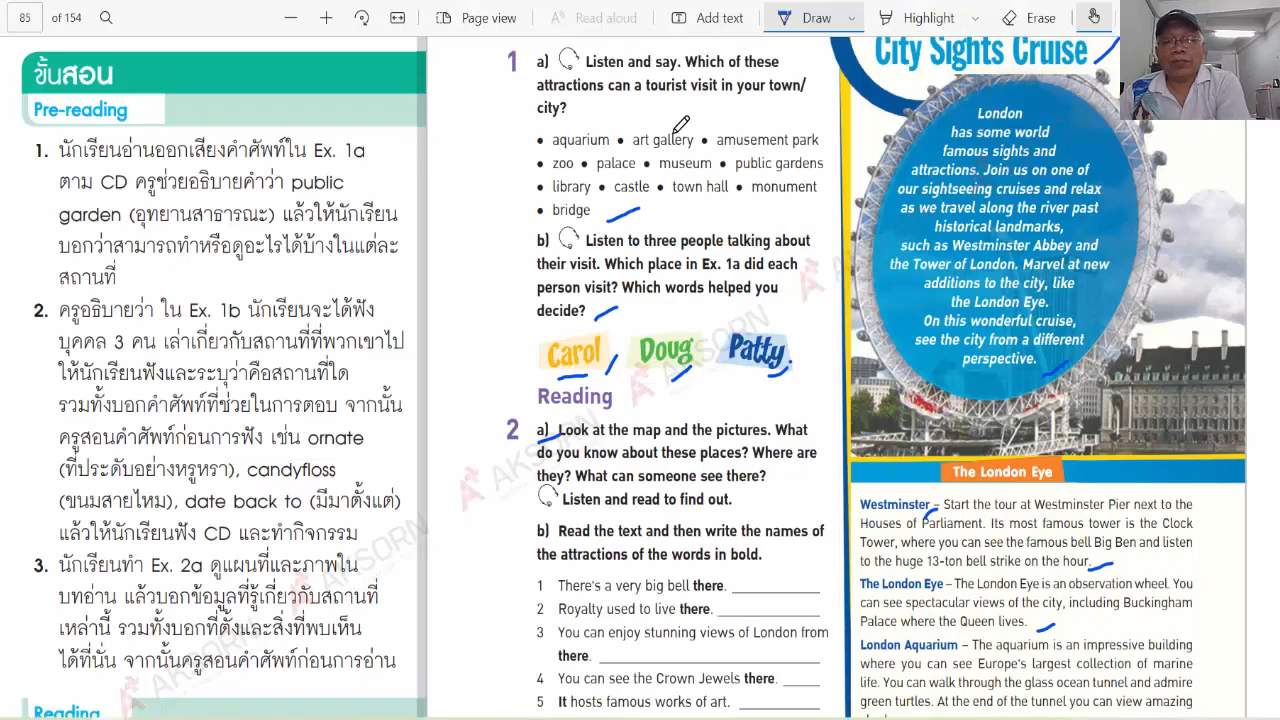 85 of 154
Page view
Read aloud
Add text
Draw
Highlight
Erase
ขั้นสอน
Pre-reading
1. นักเรียนอ่านออกเสียงคำศัพท์ใน Ex. 1a
ตาม CD ครูช่วยอธิบายคำว่า public
garden (อุทยานสาธารณะ) แล้วให้นักเรียน
บอกว่าสามารถทำหรือดูอะไรได้บ้างในแต่ละ
สถานที่
2. ครูอธิบายว่า ใน Ex. 1b นักเรียนจะได้ฟัง
บุคคล 3 คน เล่าเกี่ยวกับสถานที่ที่พวกเขาไป
ให้นักเรียนฟังและระบุว่าคือสถานที่ใด
รวมทั้งบอกคำศัพท์ที่ช่วยในการตอบ จากนั้น
ครูสอนคำศัพท์ก่อนการฟัง เช่น ornate
(ที่ประดับอย่างหรูหรา), candyfloss
(ขนมสายไหม), date back to (มีมาตั้งแต่)
แล้วให้นักเรียนฟัง CD และทำกิจกรรม
3. นักเรียนทำ Ex. 2a ดูแผนที่และภาพใน
บทอ่าน แล้วบอกข้อมูลที่รู้เกี่ยวกับสถานที่
เหล่านี้ รวมทั้งบอกที่ตั้งและสิ่งที่พบเห็น
ได้ที่นั่น จากนั้นครูสอนคำศัพท์ก่อนการอ่าน
Reading
1 a) Listen and say. Which of these
attractions can a tourist visit in your town/
city?
• aquarium • art gallery • amusement park
• zoo • palace • museum • public gardens
• library • castle • town hall • monument
• bridge
b) Listen to three people talking about
their visit. Which place in Ex. 1a did each
person visit? Which words helped you
decide?
Carol Doug Patty
Reading
2 a) Look at the map and the pictures. What
do you know about these places? Where are
they? What can someone see there?
Listen and read to find out.
b) Read the text and then write the names of
the attractions of the words in bold.
1 There's a very big bell there.
2 Royalty used to live there.
3 You can enjoy stunning views of London from
there.
4 You can see the Crown Jewels there.
5 It hosts famous works of art.
AKSORN
City Sights Cruise
London
has some world
famous sights and
attractions. Join us on one of
our sightseeing cruises and relax
as we travel along the river past
historical landmarks,
such as Westminster Abbey and
the Tower of London. Marvel at new
additions to the city, like
the London Eye.
On this wonderful cruise,
see the city from a different
perspective.
The London Eye
Westminster – Start the tour at Westminster Pier next to the
Houses of Parliament. Its most famous tower is the Clock
Tower, where you can see the famous bell Big Ben and listen
to the huge 13-ton bell strike on the hour.
The London Eye – The London Eye is an observation wheel. You
can see spectacular views of the city, including Buckingham
Palace where the Queen lives.
London Aquarium – The aquarium is an impressive building
where you can see Europe's largest collection of marine
life. You can walk through the glass ocean tunnel and admire
green turtles. At the end of the tunnel you can view amazing